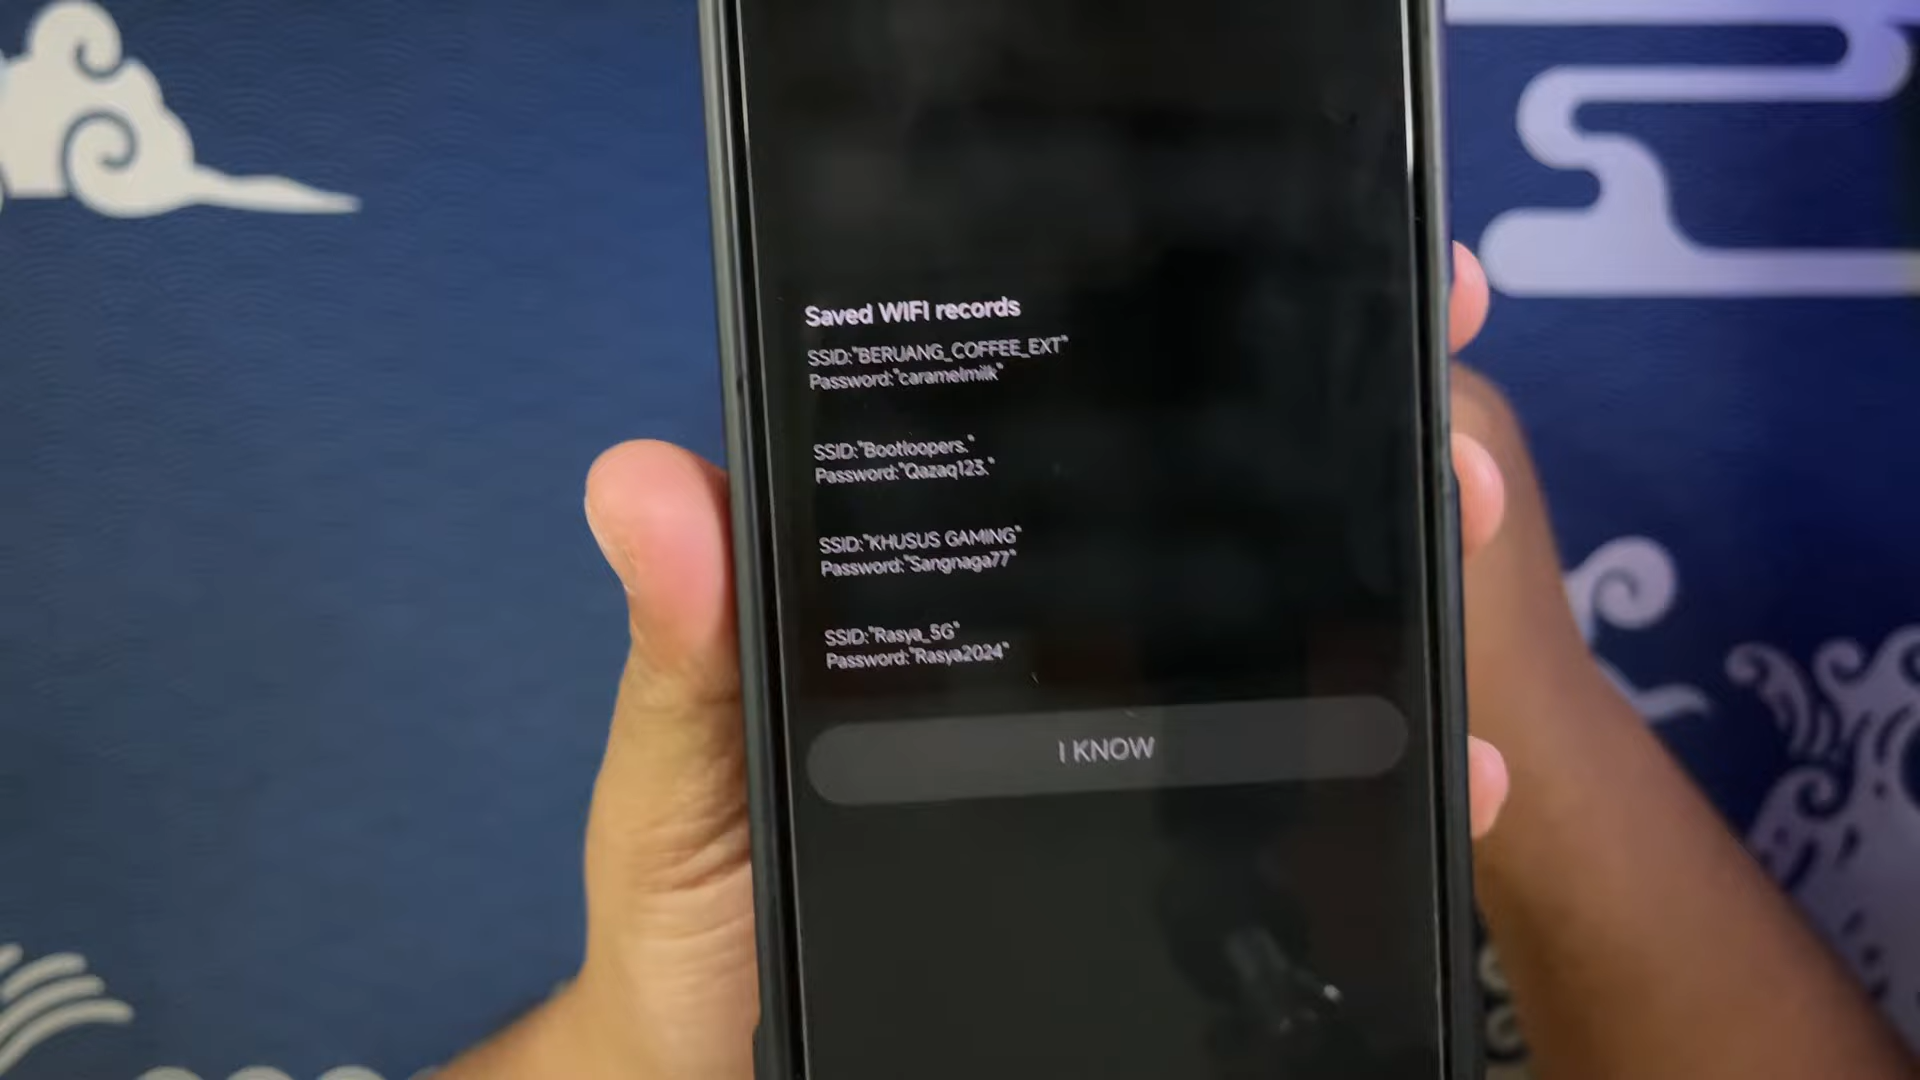 Saved WIFI records
SSID:"BERUANG_COFFEE_EXT"
Password:"caramelmilk"
SSID:"Bootloopers."
Password:"Qazaq123."
SSID:"KHUSUS GAMING"
Password:"Sangnaga77"
SSID:"Rasya_5G"
Password:"Rasya2024"
I KNOW